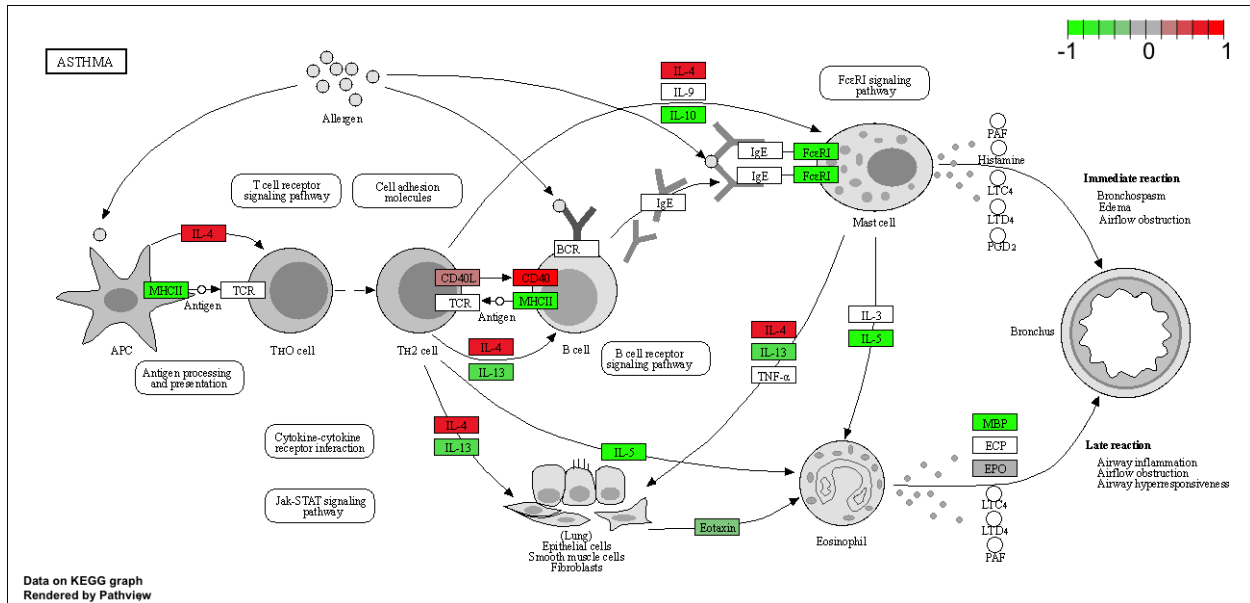 -1 0 1
ASTHMA
Allergen
IL-4
IL-9
IL-10
FcεRI signaling
pathway
T cell receptor
signaling pathway
Cell adhesion
molecules
IgE
FcεRI
IgE
FcεRI
IgE
Mast cell
PAF
Histamine
LTC4
LTD4
PGD2
Immediate reaction
Bronchospasm
Edema
Airflow obstruction
IL-4
MHCII
TCR
Antigen
APC
TH0 cell
CD40L
CD40
TCR
MHCII
Antigen
BCR
TH2 cell
B cell
IL-4
IL-13
B cell receptor
signaling pathway
Antigen processing
and presentation
IL-4
IL-13
TNF-α
IL-3
IL-5
Bronchus
Cytokine-cytokine
receptor interaction
IL-4
IL-13
IL-5
Jak-STAT signaling
pathway
(Lung)
Epithelial cells
Smooth muscle cells
Fibroblasts
Eotaxin
Eosinophil
MBP
ECP
EPO
LTC4
LTD4
PAF
Late reaction
Airway inflammation
Airflow obstruction
Airway hyperresponsiveness
Data on KEGG graph
Rendered by Pathview